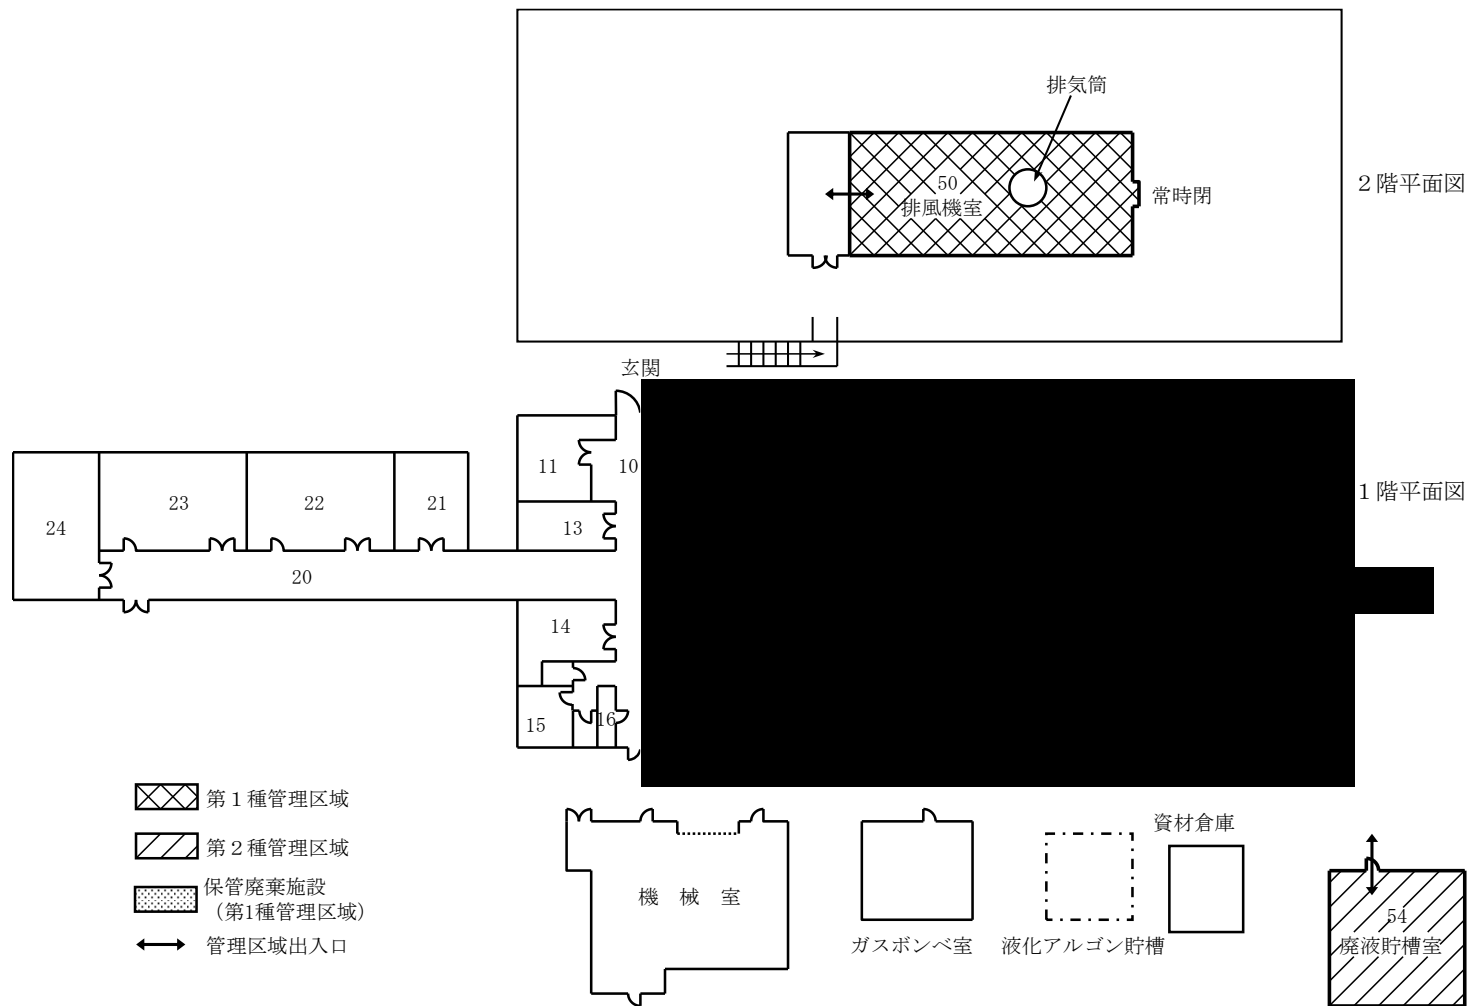 排気筒
50
排風機室
常時閉
２階平面図
玄関
11
10
24
23
22
21
13
20
14
15
16
１階平面図
第１種管理区域
第２種管理区域
保管廃棄施設
（第1種管理区域）
管理区域出入口
機　械　室
ガスボンベ室
液化アルゴン貯槽
資材倉庫
54
廃液貯槽室